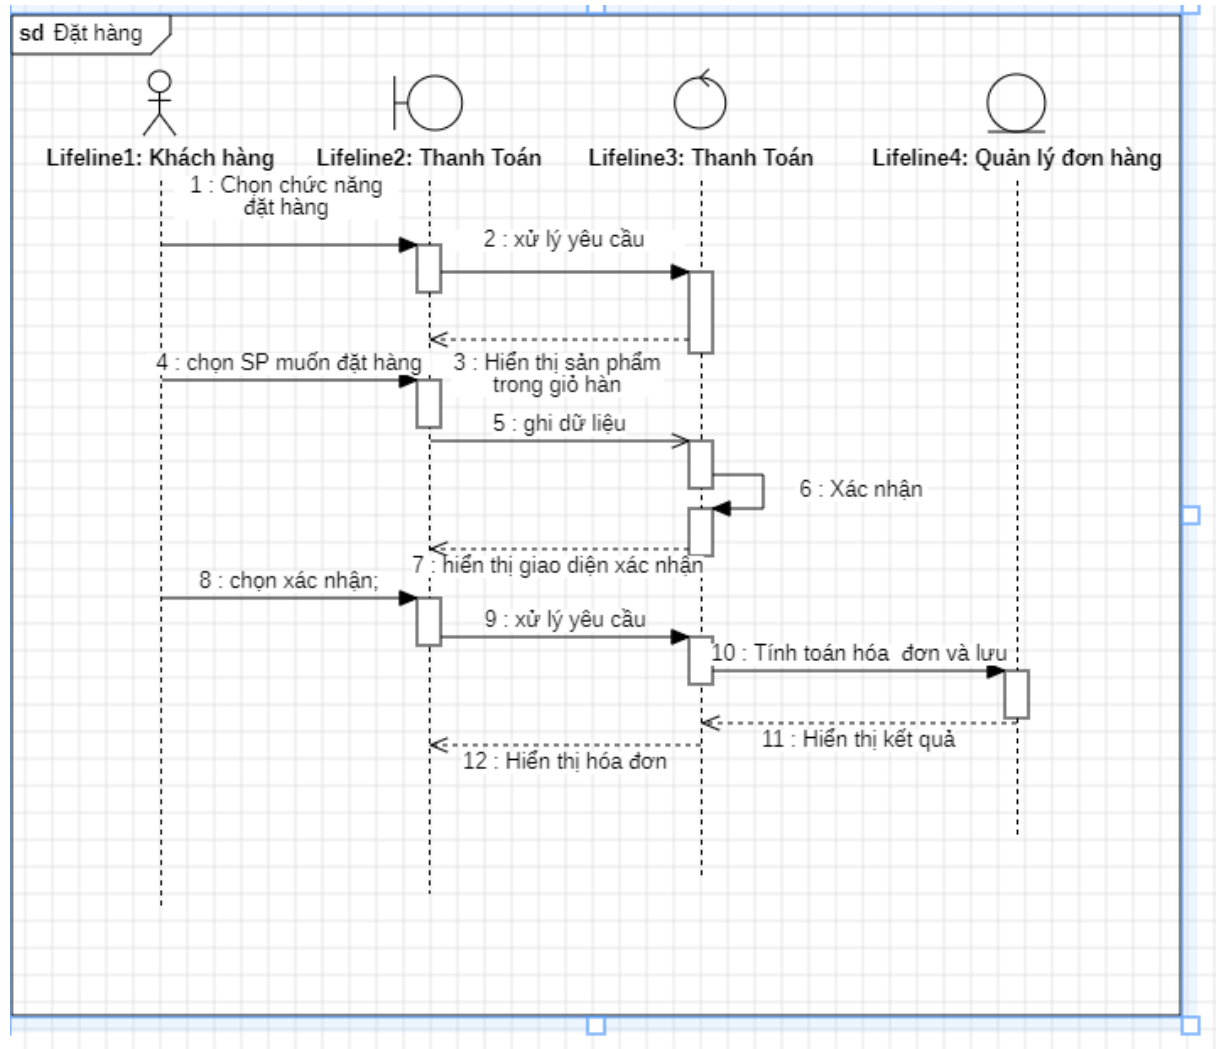 sd Đặt hàng
Lifeline1: Khách hàng
Lifeline2: Thanh Toán
Lifeline3: Thanh Toán
Lifeline4: Quản lý đơn hàng
1 : Chọn chức năng
đặt hàng
2 : xử lý yêu cầu
3 : Hiển thị sản phẩm
trong giỏ hàn
4 : chọn SP muốn đặt hàng
5 : ghi dữ liệu
6 : Xác nhận
7 : hiển thị giao diện xác nhận
8 : chọn xác nhận;
9 : xử lý yêu cầu
10 : Tính toán hóa  đơn và lưu
11 : Hiển thị kết quả
12 : Hiển thị hóa đơn